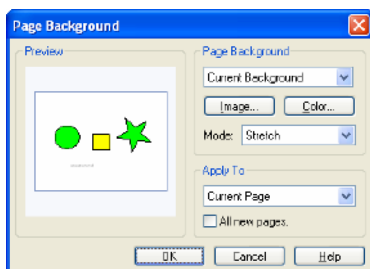 Page Background
Preview
Page Background
Current Background
Image...
Color...
Mode:
Stretch
Apply To
Current Page
All new pages.
OK
Cancel
Help